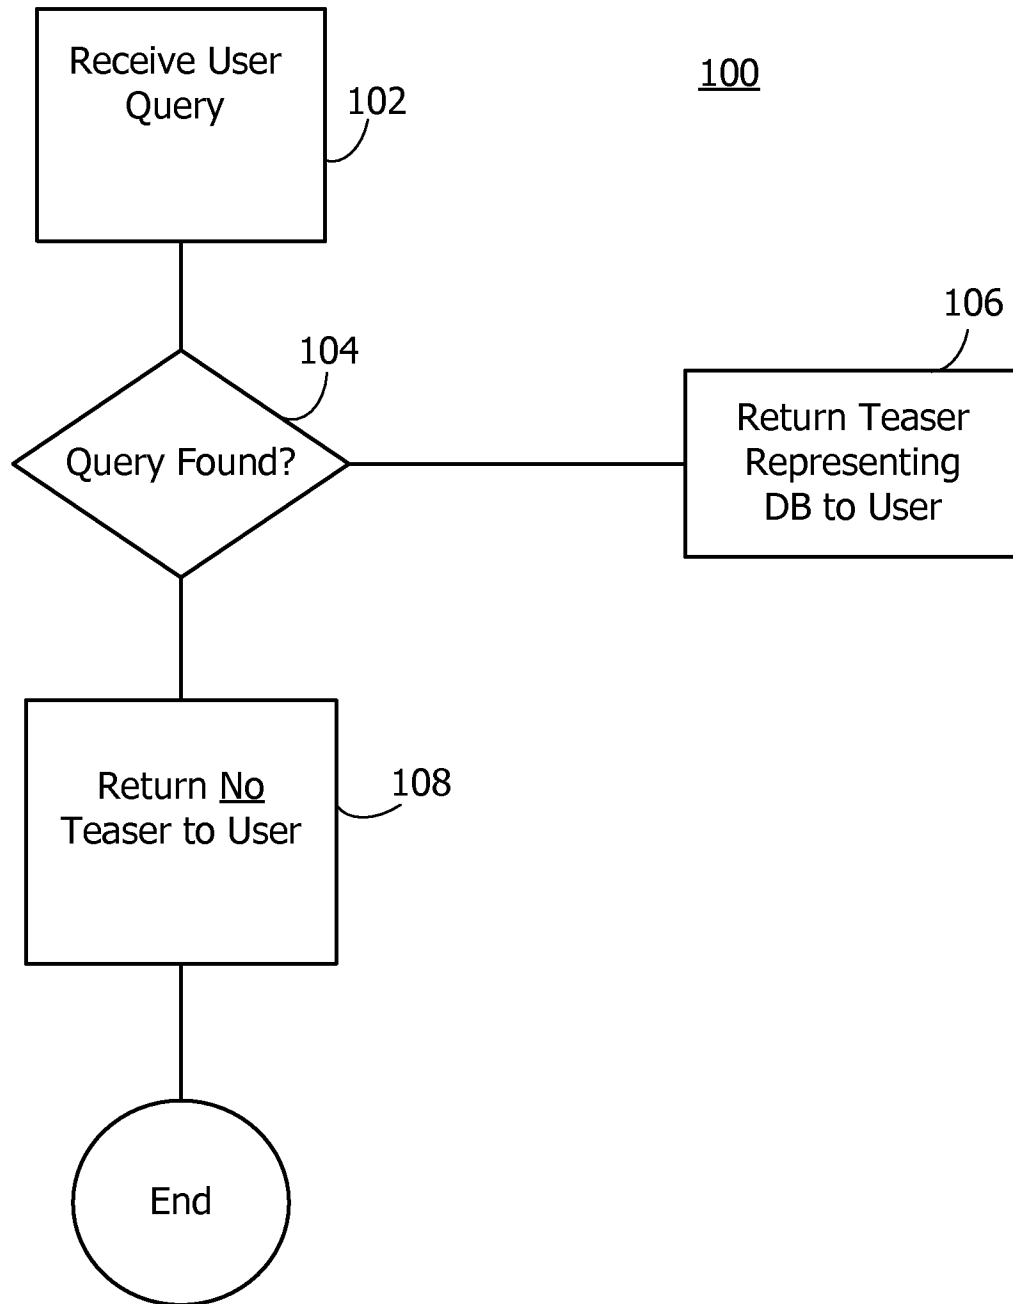 Receive User
Query
100
102
104
Query Found?
106
Return Teaser
Representing
DB to User
Return No
Teaser to User
108
End